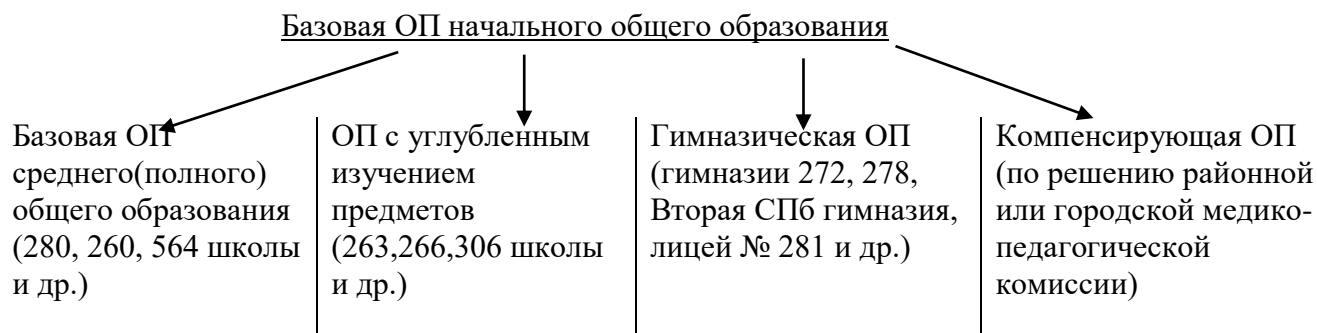 Базовая ОП начального общего образования
Базовая ОП
среднего(полного)
общего образования
(280, 260, 564 школы
и др.)
ОП с углубленным
изучением
предметов
(263,266,306 школы
и др.)
Гимназическая ОП
(гимназии 272, 278,
Вторая СПб гимназия,
лицей № 281 и др.)
Компенсирующая ОП
(по решению районной
или городской медико-
педагогической
комиссии)